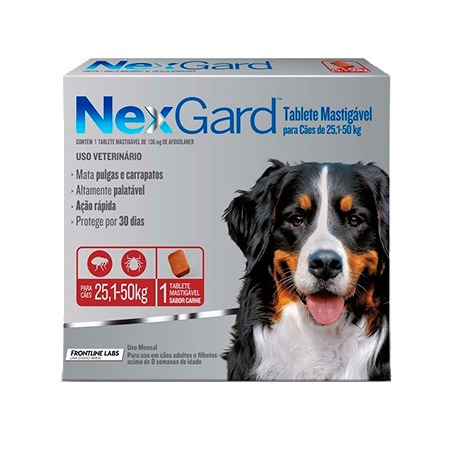 NexGard™
Tablete Mastigável
para Cães de 25,1-50 kg
CONTÉM 1 TABLETE MASTIGÁVEL DE 136 mg DE AFOXOLANER
USO VETERINÁRIO
• Mata pulgas e carrapatos
• Altamente palatável
• Ação rápida
• Protege por 30 dias
PARA CÃES
25,1-50kg
1 TABLETE MASTIGÁVEL
SABOR CARNE
FRONTLINE LABS
Uso Mensal
Para uso em cães adultos e filhotes
acima de 8 semanas de idade
NexGard